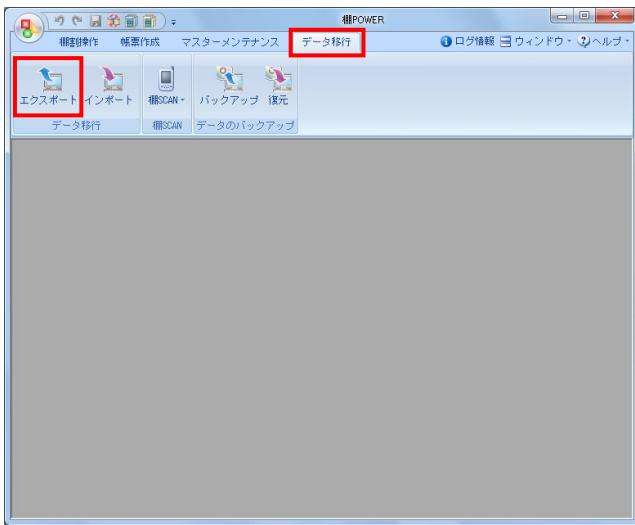 棚POWER
棚割操作 帳票作成 マスターメンテナンス データ移行 ログ情報 ウィンドウ ヘルプ
エクスポート インポート 棚SCAN バックアップ 復元
データ移行 棚SCAN データのバックアップ